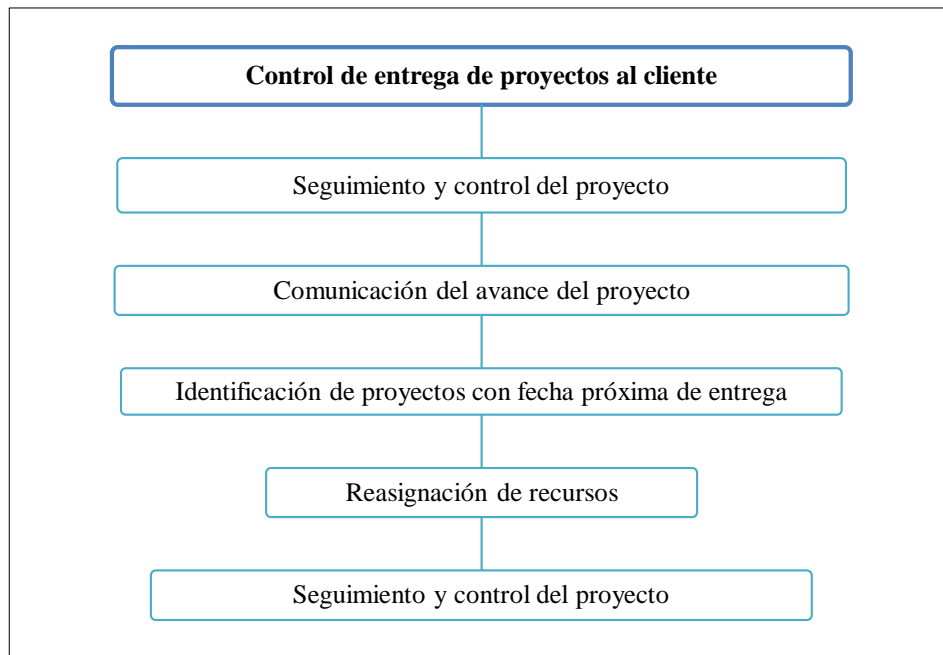 Control de entrega de proyectos al cliente
Seguimiento y control del proyecto
Comunicación del avance del proyecto
Identificación de proyectos con fecha próxima de entrega
Reasignación de recursos
Seguimiento y control del proyecto